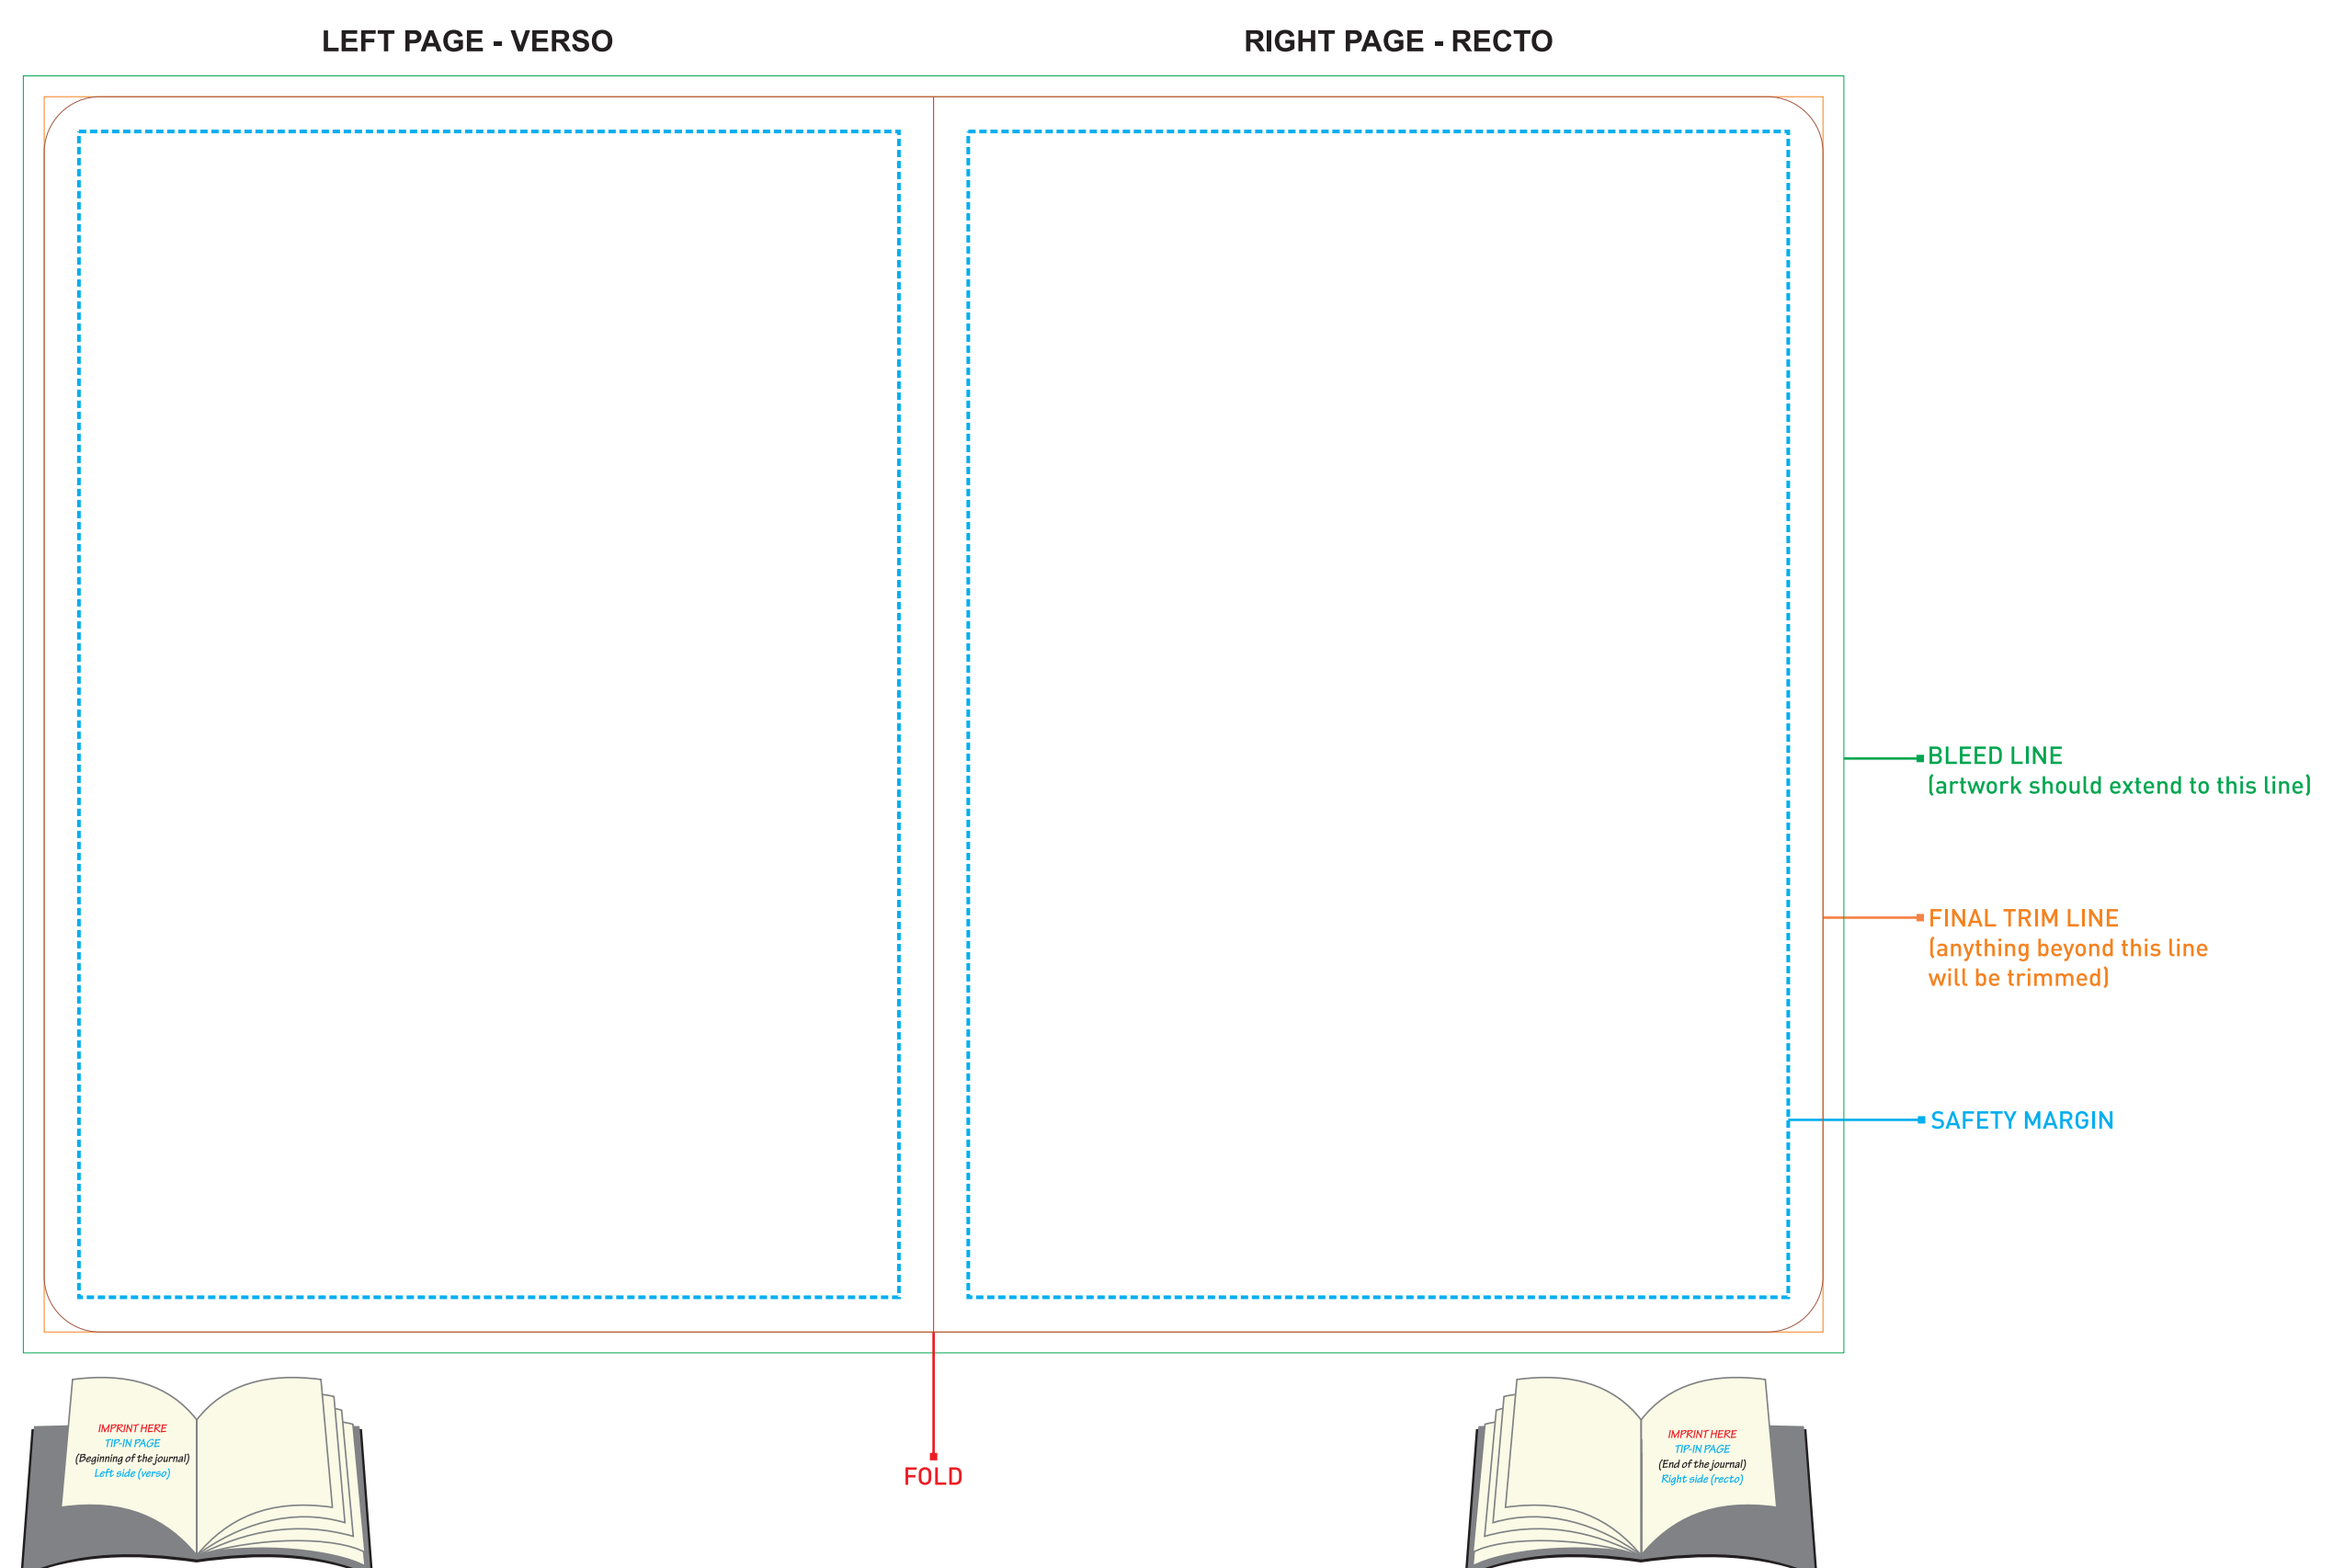 LEFT PAGE - VERSO
RIGHT PAGE - RECTO
BLEED LINE
(artwork should extend to this line)
FINAL TRIM LINE
(anything beyond this line
will be trimmed)
SAFETY MARGIN
IMPRINT HERE
TIP-IN PAGE
(Beginning of the journal)
Left side (verso)
FOLD
IMPRINT HERE
TIP-IN PAGE
(End of the journal)
Right side (recto)